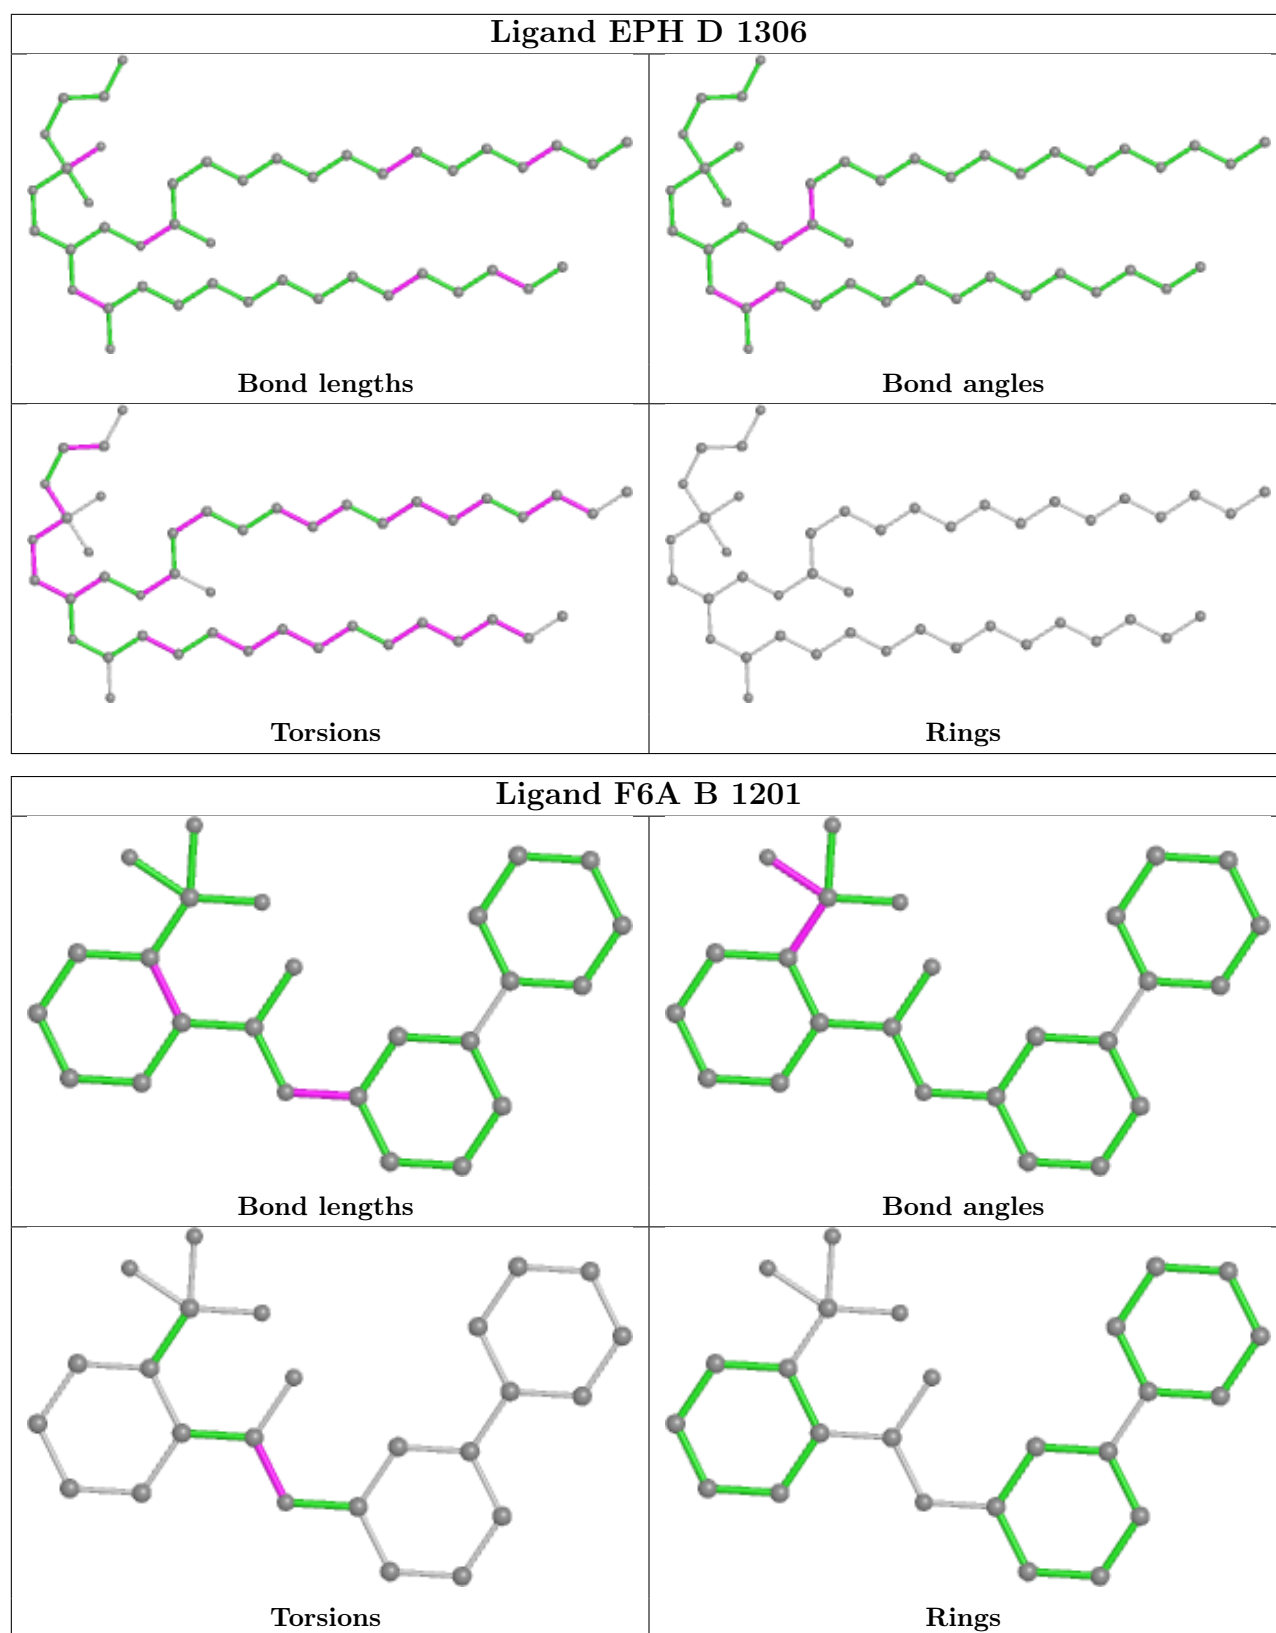 Ligand EPH D 1306
Bond lengths
Bond angles
Torsions
Rings
Ligand F6A B 1201
Bond lengths
Bond angles
Torsions
Rings